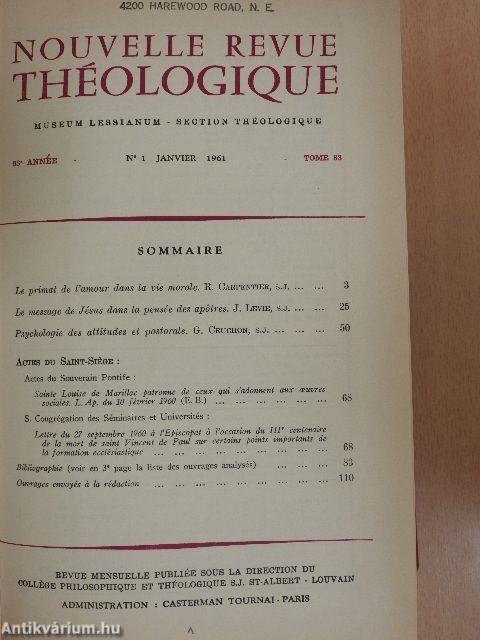 4200 HAREWOOD ROAD, N. E.
NOUVELLE REVUE
THÉOLOGIQUE
MUSEUM LESSIANUM - SECTION THÉOLOGIQUE
83e ANNÉE - N° 1 JANVIER 1961 - TOME 83
SOMMAIRE
Le primat de l'amour dans la vie morale. R. CARPENTIER, S.J. ... ... 3
Le message de Jésus dans la pensée des apôtres. J. LEVIE, S.J. ... ... 25
Psychologie des attitudes et pastorale. G. CRUCHON, S.J. ... ... ... 50
ACTES DU SAINT-SIÈGE :
Actes du Souverain Pontife :
Sainte Louise de Marillac patronne de ceux qui s'adonnent aux œuvres
sociales. L. Ap. du 10 février 1960 (E. B.) ... ... ... ... ... ... 68
S. Congrégation des Séminaires et Universités :
Lettre du 27 septembre 1960 à l'Episcopat à l'occasion du IIIe centenaire
de la mort de saint Vincent de Paul sur certains points importants de
la formation ecclésiastique ... ... ... ... ... ... ... ... ... 68
Bibliographie (voir en 3e page la liste des ouvrages analysés) ... ... ... 83
Ouvrages envoyés à la rédaction ... ... ... ... ... ... ... ... ... 110
REVUE MENSUELLE PUBLIÉE SOUS LA DIRECTION DU
COLLÈGE PHILOSOPHIQUE ET THÉOLOGIQUE S.J. ST-ALBERT - LOUVAIN
ADMINISTRATION : CASTERMAN TOURNAI - PARIS
Antikvárium.hu